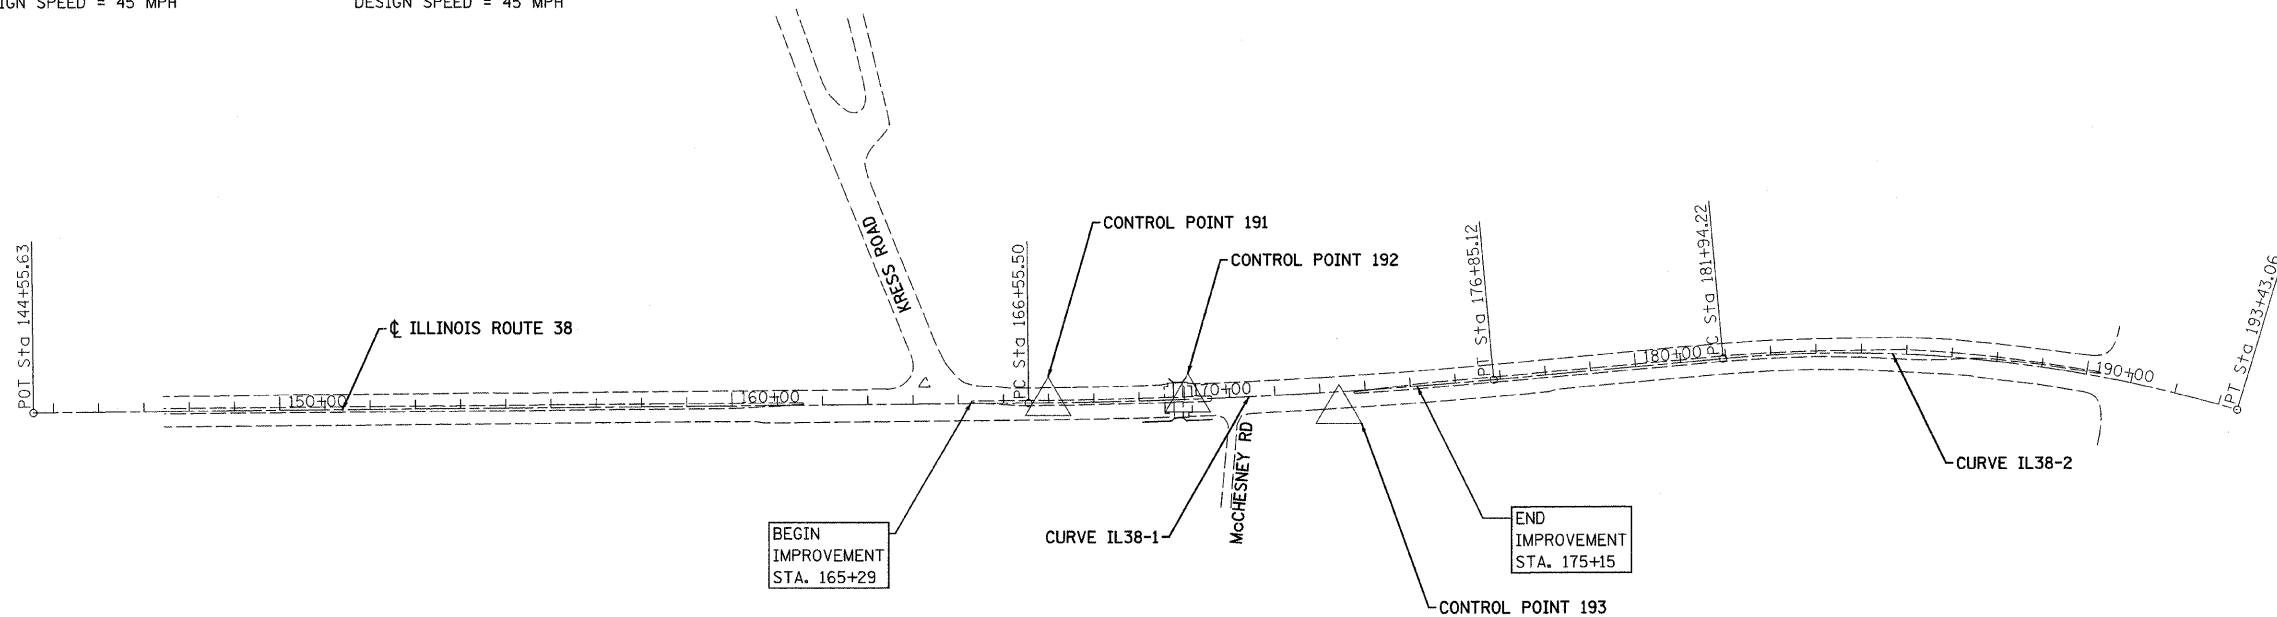 DESIGN SPEED = 45 MPH
POT Sta 144+55.63
℄ ILLINOIS ROUTE 38
150+00
160+00
KRESS ROAD
PC Sta 166+55.50
CONTROL POINT 191
CONTROL POINT 192
170+00
McCHESNEY RD
PT Sta 176+85.12
180+00
PC Sta 181+94.22
190+00
PT Sta 193+43.06
BEGIN
IMPROVEMENT
STA. 165+29
CURVE IL38-1
END
IMPROVEMENT
STA. 175+15
CONTROL POINT 193
CURVE IL38-2